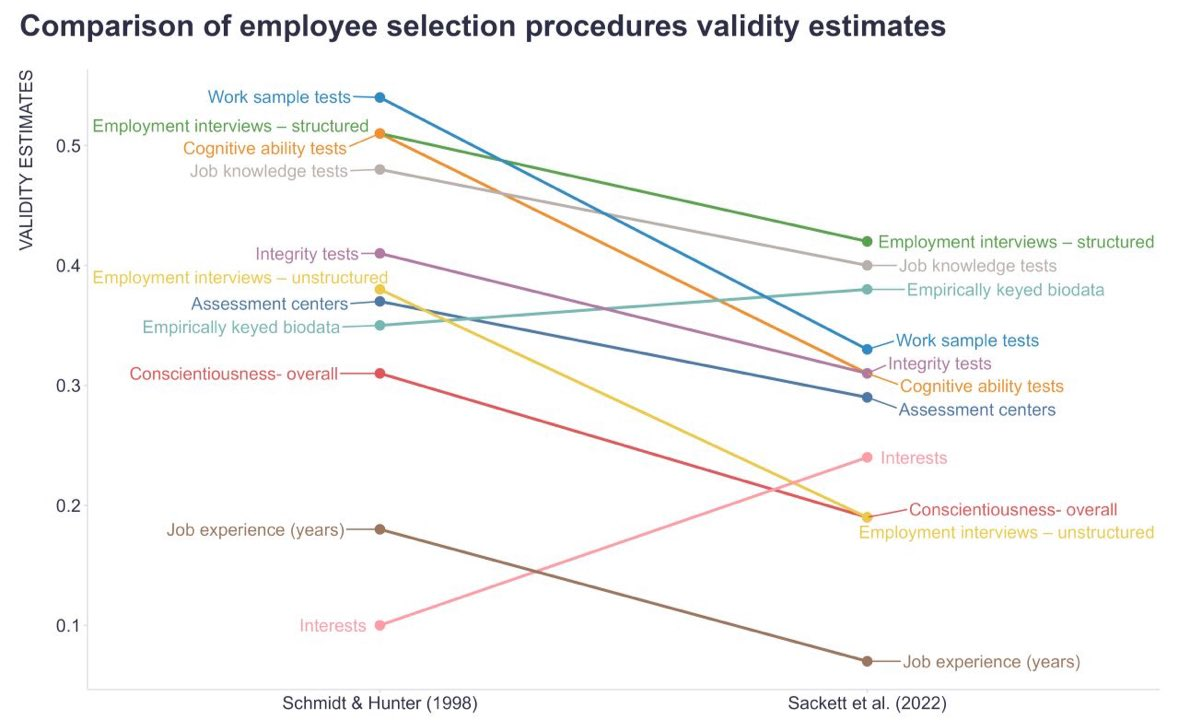 Comparison of employee selection procedures validity estimates
VALIDITY ESTIMATES
0.5
0.4
0.3
0.2
0.1
Work sample tests
Employment interviews – structured
Cognitive ability tests
Job knowledge tests
Integrity tests
Employment interviews – unstructured
Assessment centers
Empirically keyed biodata
Conscientiousness- overall
Job experience (years)
Interests
Employment interviews – structured
Job knowledge tests
Empirically keyed biodata
Work sample tests
Integrity tests
Cognitive ability tests
Assessment centers
Interests
Conscientiousness- overall
Employment interviews – unstructured
Job experience (years)
Schmidt & Hunter (1998)
Sackett et al. (2022)